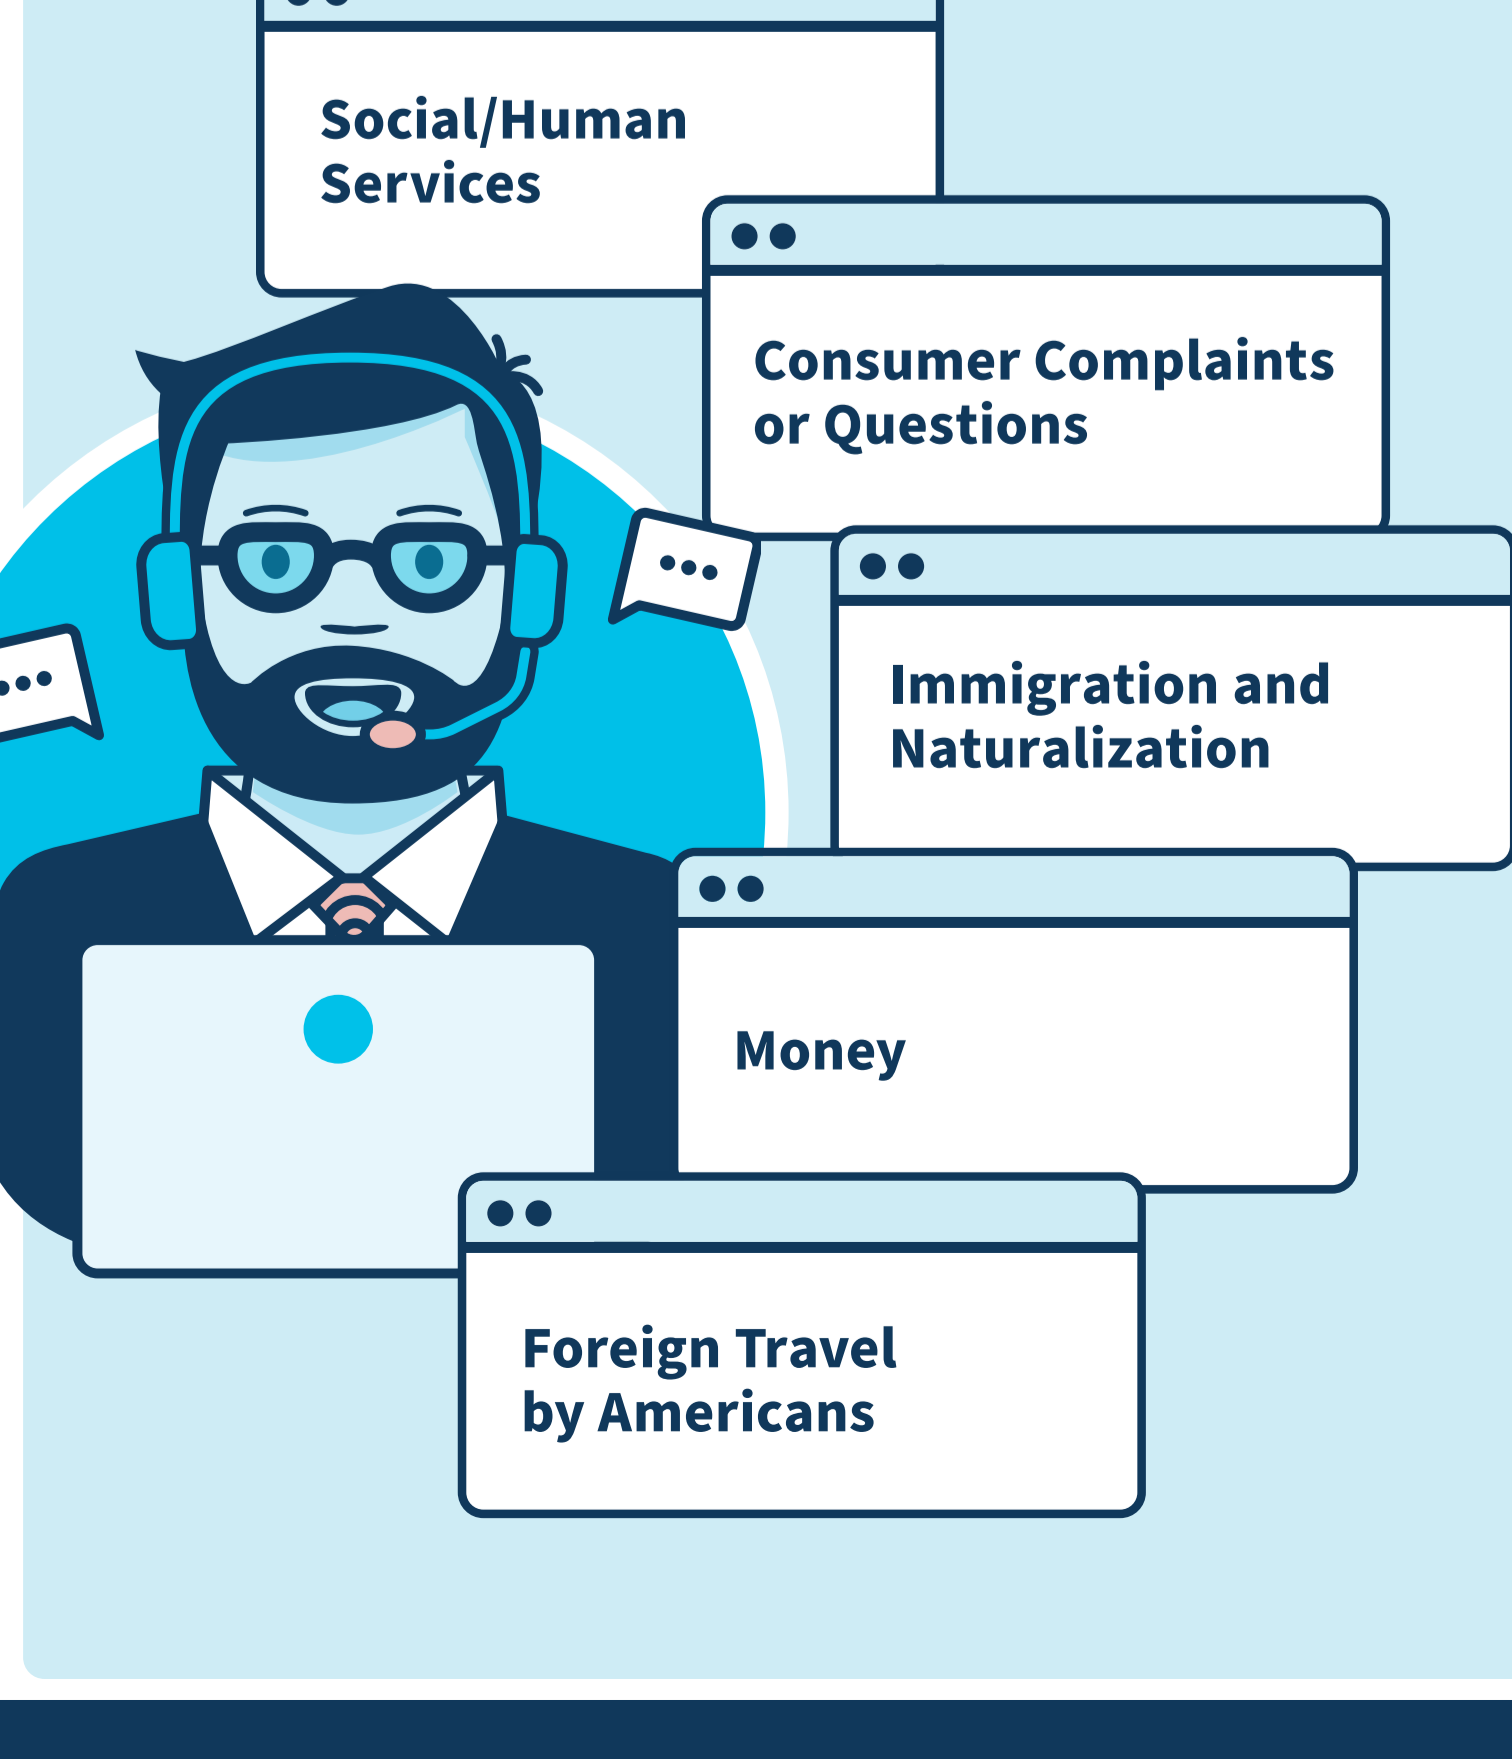 Social/Human
Services
Consumer Complaints
or Questions
Immigration and
Naturalization
Money
Foreign Travel
by Americans